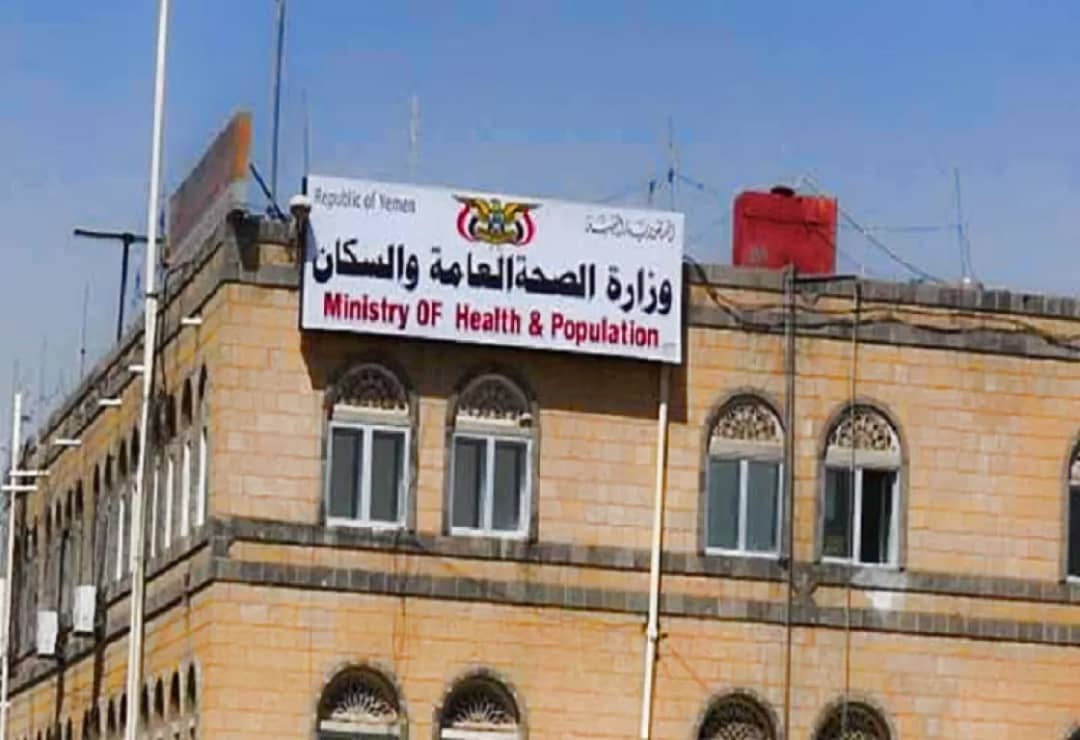 Republic of Yemen
الجمهورية اليمنية
وزارة الصحة العامة والسكان
Ministry OF Health & Population